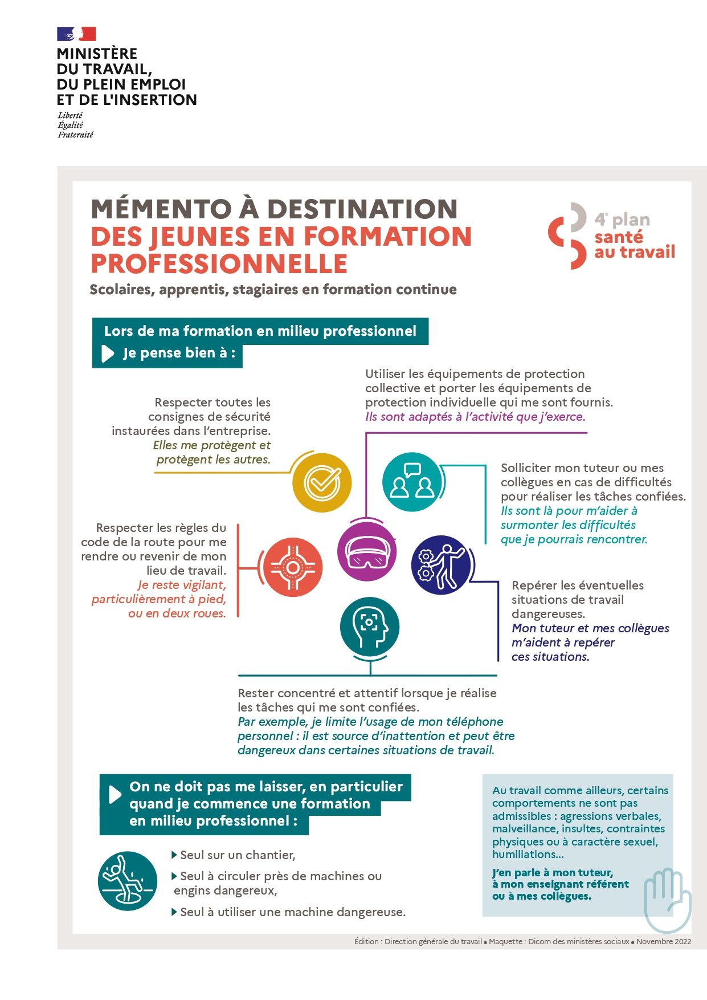 MINISTÈRE
DU TRAVAIL,
DU PLEIN EMPLOI
ET DE L'INSERTION
Liberté
Égalité
Fraternité
MÉMENTO À DESTINATION
DES JEUNES EN FORMATION
PROFESSIONNELLE
Scolaires, apprentis, stagiaires en formation continue
4e plan
santé
au travail
Lors de ma formation en milieu professionnel
Je pense bien à :
Utiliser les équipements de protection
collective et porter les équipements de
protection individuelle qui me sont fournis.
Ils sont adaptés à l’activité que j’exerce.
Respecter toutes les
consignes de sécurité
instaurées dans l’entreprise.
Elles me protègent et
protègent les autres.
Solliciter mon tuteur ou mes
collègues en cas de difficultés
pour réaliser les tâches confiées.
Ils sont là pour m’aider à
surmonter les difficultés
que je pourrais rencontrer.
Respecter les règles du
code de la route pour me
rendre ou revenir de mon
lieu de travail.
Je reste vigilant,
particulièrement à pied,
ou en deux roues.
Repérer les éventuelles
situations de travail
dangereuses.
Mon tuteur et mes collègues
m’aident à repérer
ces situations.
Rester concentré et attentif lorsque je réalise
les tâches qui me sont confiées.
Par exemple, je limite l’usage de mon téléphone
personnel : il est source d’inattention et peut être
dangereux dans certaines situations de travail.
On ne doit pas me laisser, en particulier
quand je commence une formation
en milieu professionnel :
Seul sur un chantier,
Seul à circuler près de machines ou
engins dangereux,
Seul à utiliser une machine dangereuse.
Au travail comme ailleurs, certains
comportements ne sont pas
admissibles : agressions verbales,
malveillance, insultes, contraintes
physiques ou à caractère sexuel,
humiliations...
J’en parle à mon tuteur,
à mon enseignant référent
ou à mes collègues.
Édition : Direction générale du travail • Maquette : Dicom des ministères sociaux • Novembre 2022